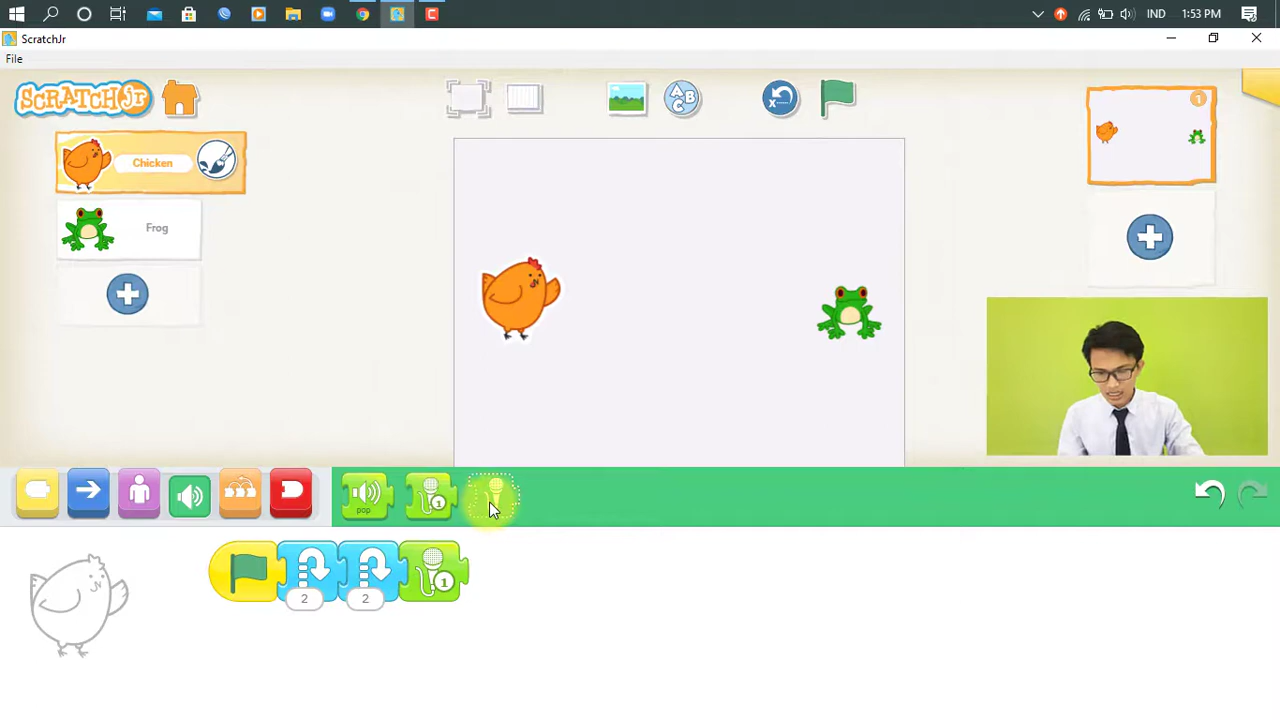 IND
1:53 PM
ScratchJr
File
SCRATCH jr
A B C
X
1
Chicken
Frog
pop
1
1
2
2